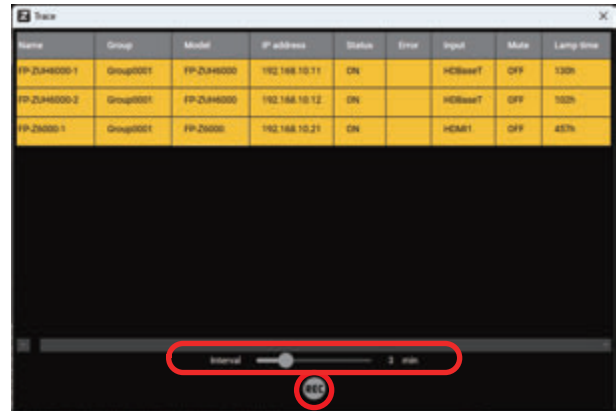 Z Trace
Name Group Model IP address Status Error Input Mute Lamp time
FP-ZUH6000-1 Group0001 FP-ZUH6000 192.168.10.11 ON HDBaseT OFF 130h
FP-ZUH6000-2 Group0001 FP-ZUH6000 192.168.10.12 ON HDBaseT OFF 102h
FP-Z6000-1 Group0001 FP-Z6000 192.168.10.21 ON HDMI1 OFF 457h
Interval 3 min
REC